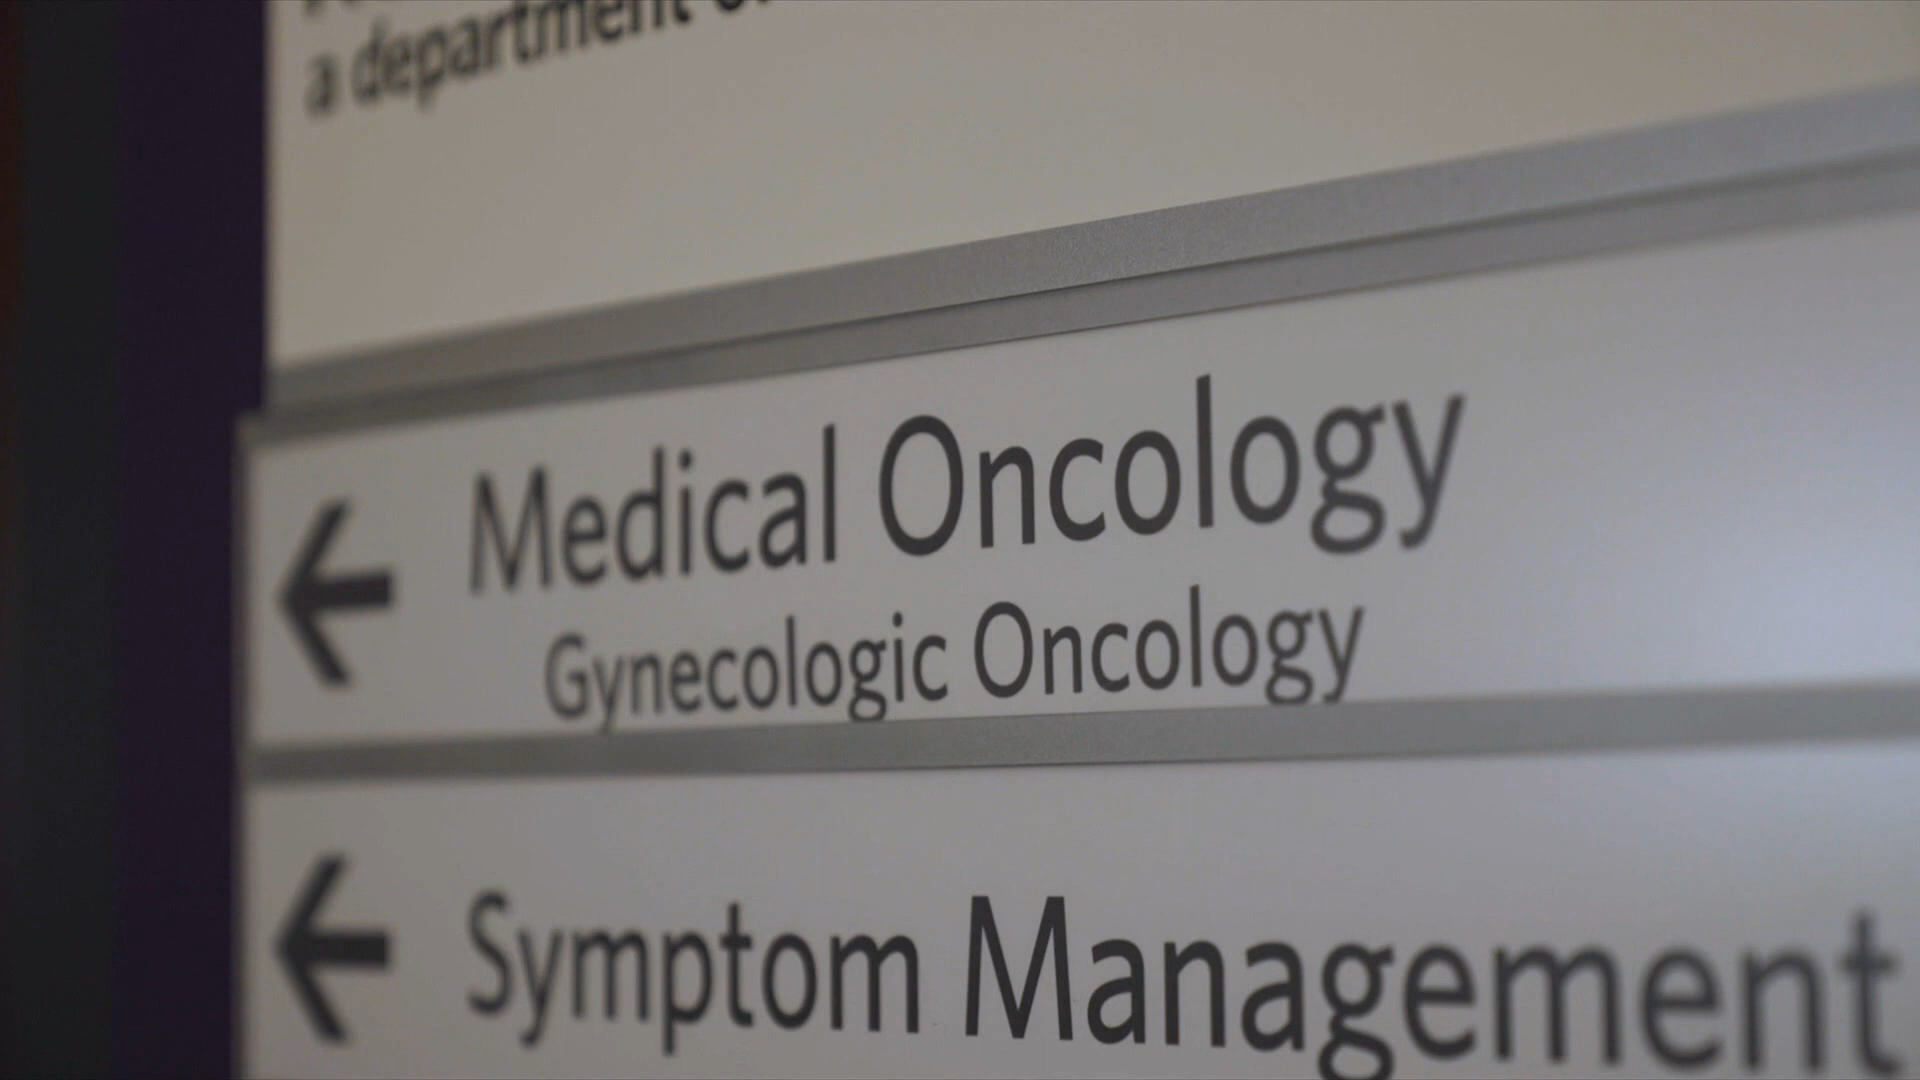 a department
Medical Oncology
Gynecologic Oncology
Symptom Management